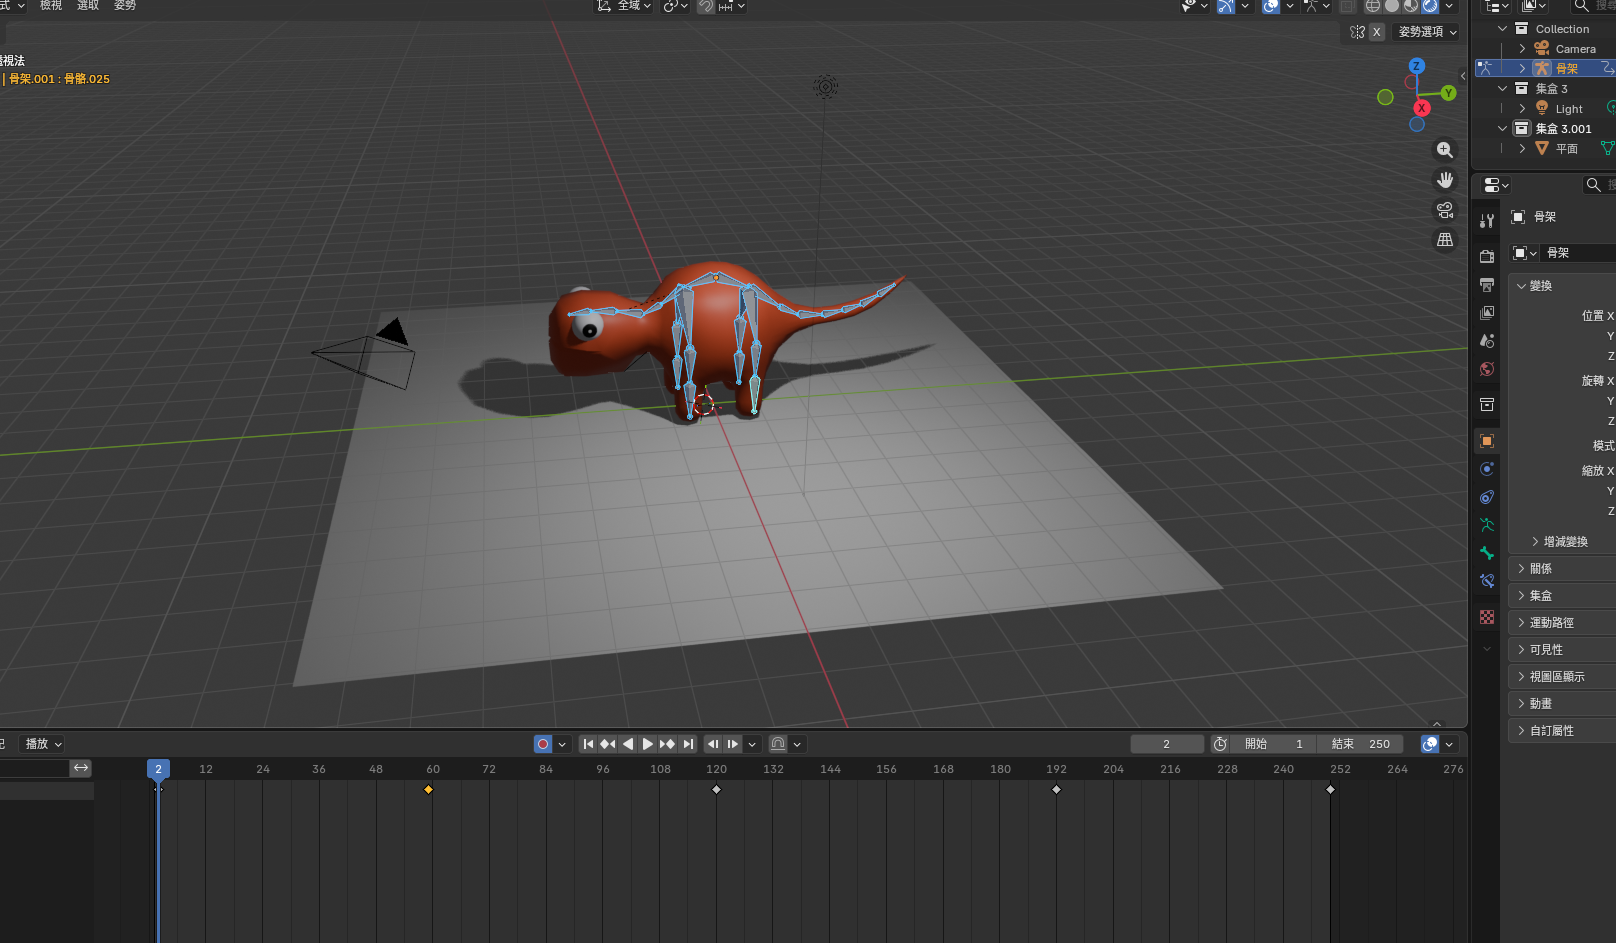 式 檢視 選取 姿勢
全域
X 姿勢選項
透視法
| 骨架.001 : 骨骼.025
Z
Y
X
Collection
Camera
骨架
集盒 3
Light
集盒 3.001
平面
骨架
骨架
變換
位置 X
Y
Z
旋轉 X
Y
Z
模式
縮放 X
Y
Z
增減變換
關係
集盒
運動路徑
可見性
視圖區顯示
動畫
自訂屬性
播放
2 開始 1 結束 250
2 12 24 36 48 60 72 84 96 108 120 132 144 156 168 180 192 204 216 228 240 252 264 276